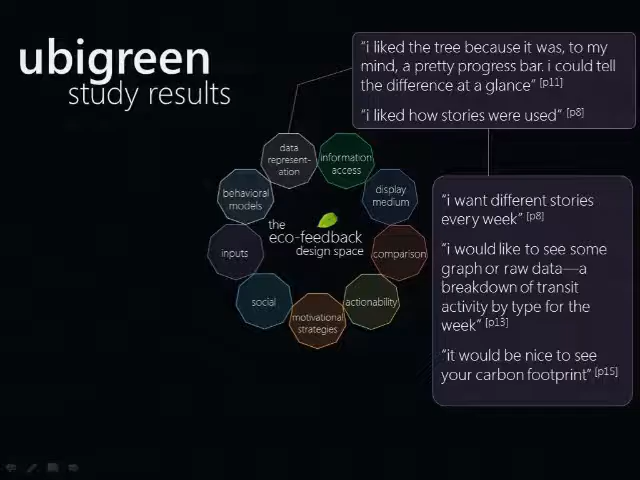 ubigreen
study results
"i liked the tree because it was, to my
mind, a pretty progress bar. i could tell
the difference at a glance" [p11]
"i liked how stories were used" [p8]
"i want different stories
every week" [p8]
"i would like to see some
graph or raw data—a
breakdown of transit
activity by type for the
week" [p13]
"it would be nice to see
your carbon footprint" [p15]
data
represent-
ation
information
access
behavioral
models
display
medium
the
eco-feedback
design space
inputs
comparison
social
actionability
motivational
strategies